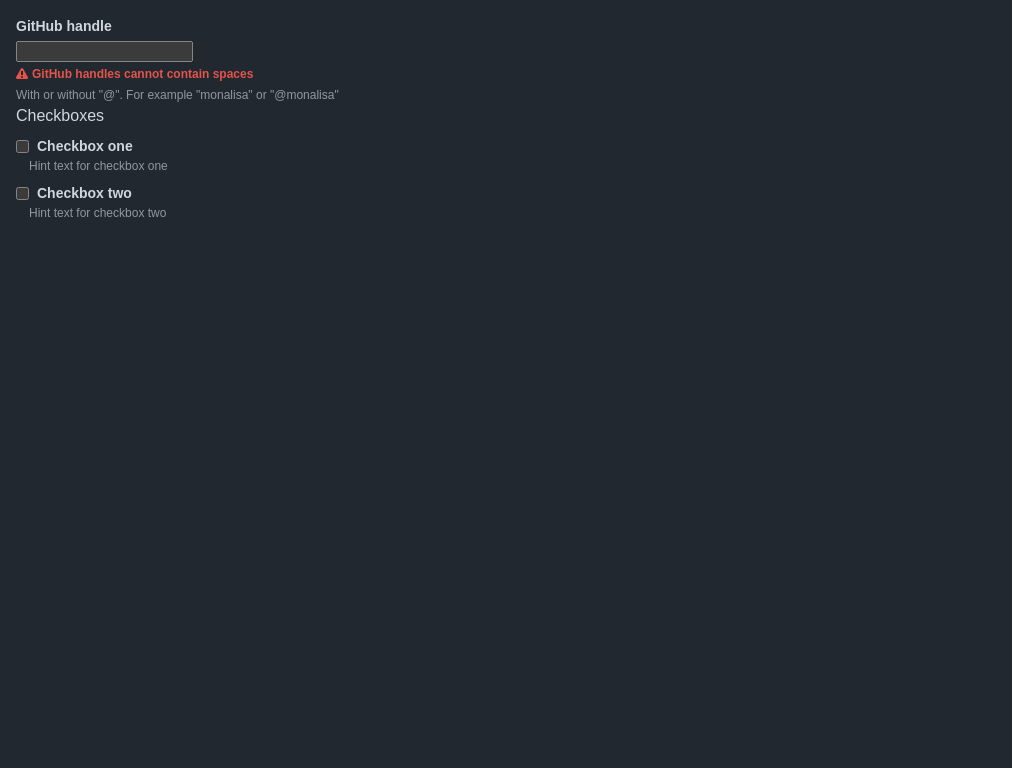 GitHub handle
GitHub handles cannot contain spaces
With or without "@". For example "monalisa" or "@monalisa"
Checkboxes
Checkbox one
Hint text for checkbox one
Checkbox two
Hint text for checkbox two